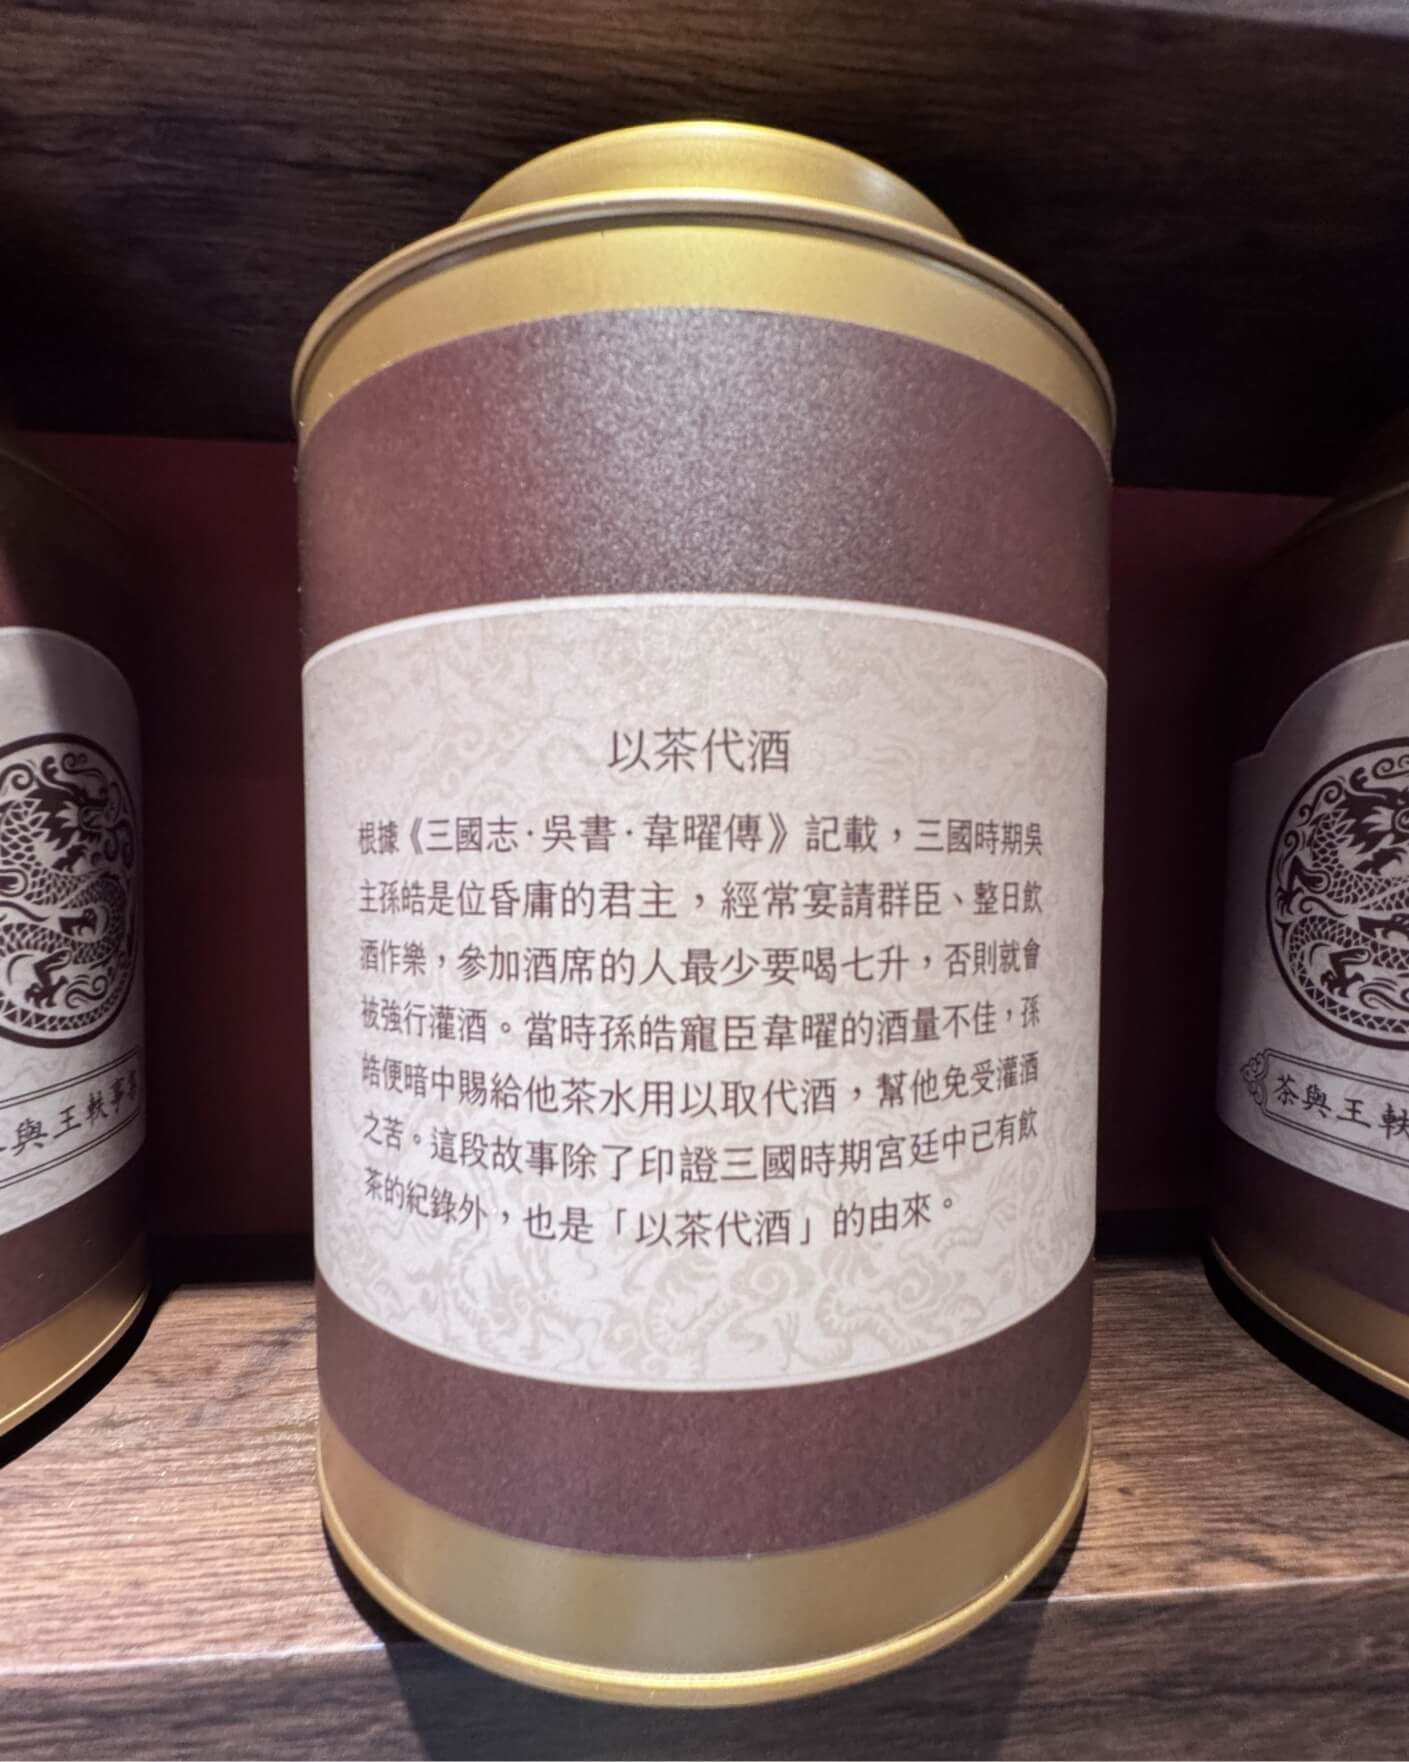 以茶代酒
根據《三國志·吳書·韋曜傳》記載，三國時期吳
主孫皓是位昏庸的君主，經常宴請群臣、整日飲
酒作樂，參加酒席的人最少要喝七升，否則就會
被強行灌酒。當時孫皓寵臣韋曜的酒量不佳，孫
皓便暗中賜給他茶水用以取代酒，幫他免受灌酒
之苦。這段故事除了印證三國時期宮廷中已有飲
茶的紀錄外，也是「以茶代酒」的由來。
與王軼事
茶與王軼